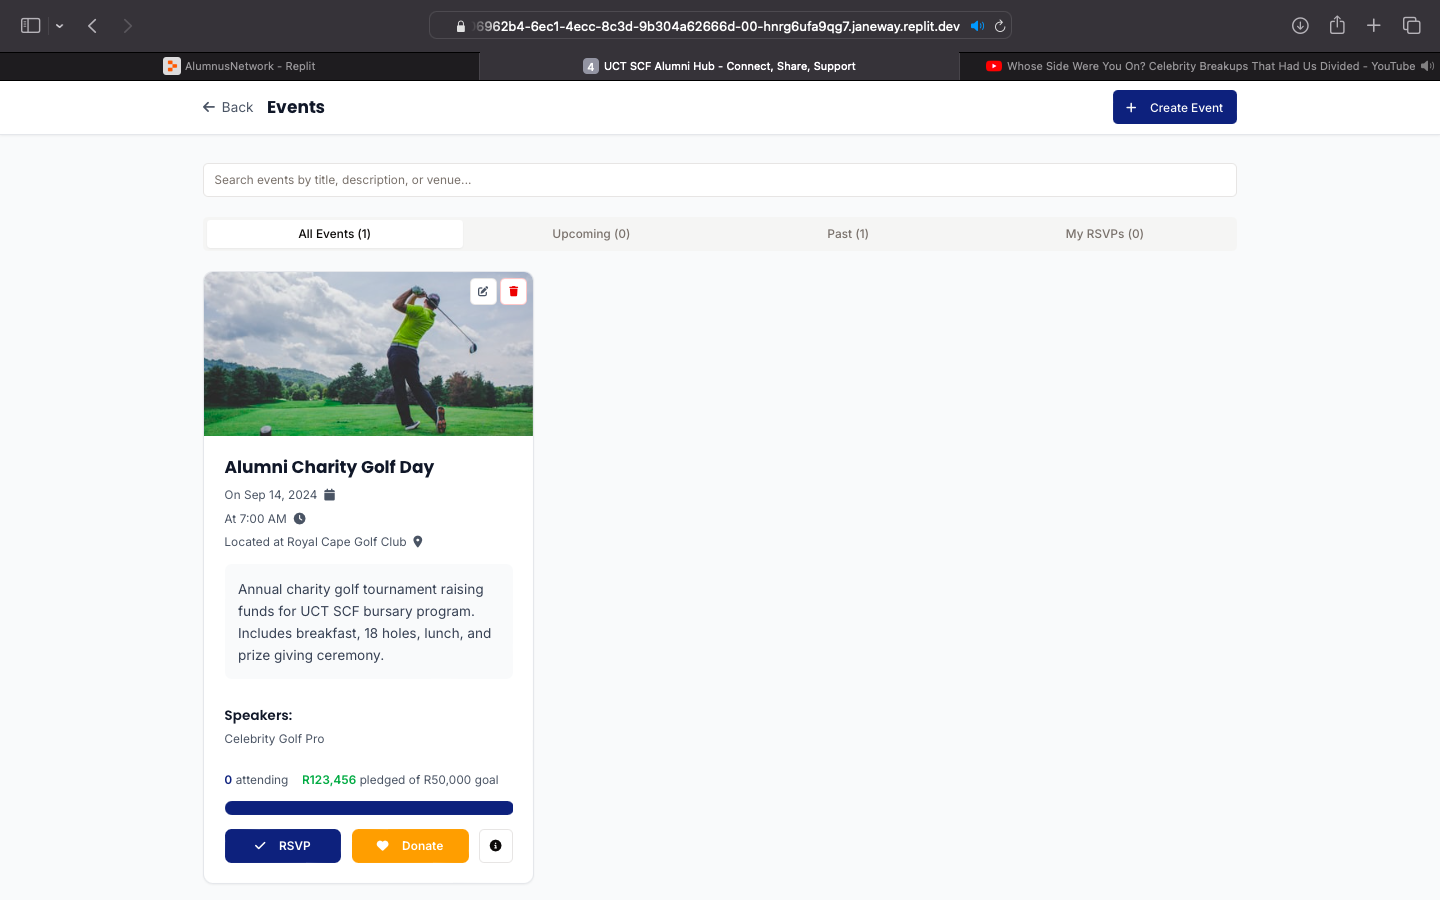 6962b4-6ec1-4ecc-8c3d-9b304a62666d-00-hnrg6ufa9qg7.janeway.replit.dev
AlumnusNetwork - Replit
4 UCT SCF Alumni Hub - Connect, Share, Support
Whose Side Were You On? Celebrity Breakups That Had Us Divided - YouTube
Back
Events
+ Create Event
Search events by title, description, or venue...
All Events (1)
Upcoming (0)
Past (1)
My RSVPs (0)
Alumni Charity Golf Day
On Sep 14, 2024
At 7:00 AM
Located at Royal Cape Golf Club
Annual charity golf tournament raising
funds for UCT SCF bursary program.
Includes breakfast, 18 holes, lunch, and
prize giving ceremony.
Speakers:
Celebrity Golf Pro
0 attending R123,456 pledged of R50,000 goal
RSVP
Donate